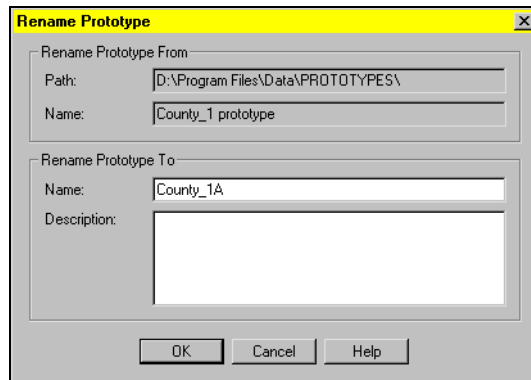 Rename Prototype
Rename Prototype From
Path: D:\Program Files\Data\PROTOTYPES\
Name: County_1 prototype
Rename Prototype To
Name: County_1A
Description:
OK Cancel Help